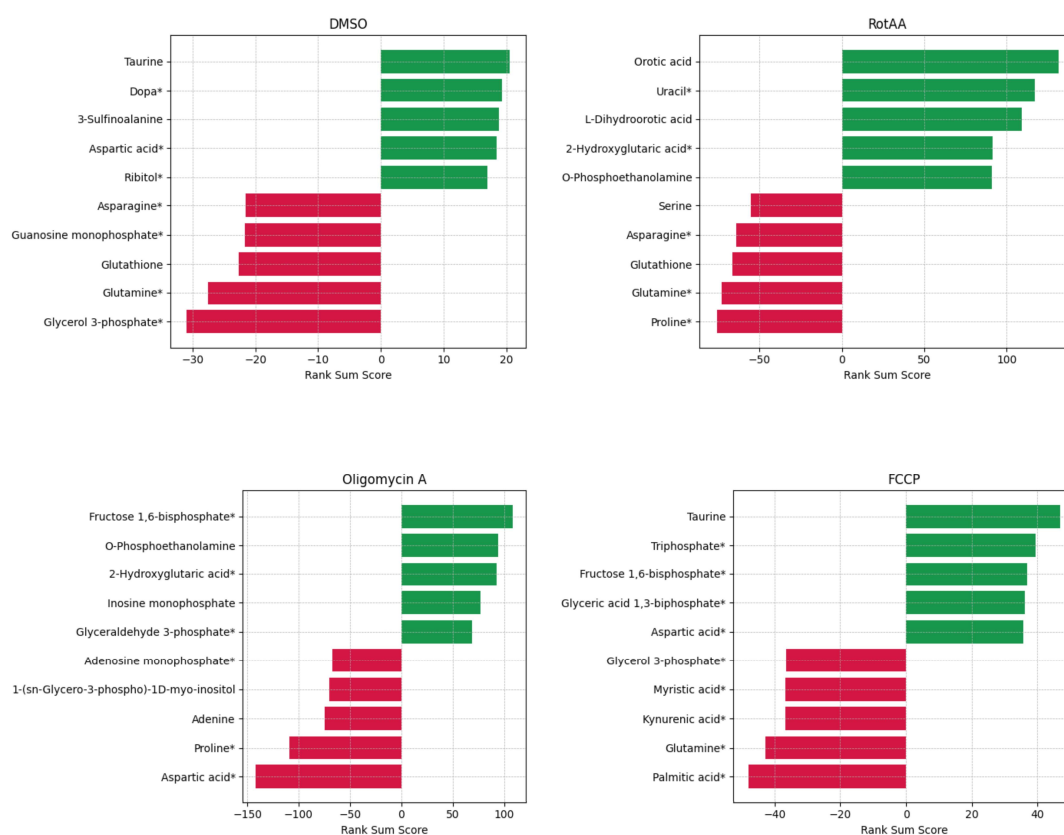 DMSO
Taurine
Dopa*
3-Sulfinoalanine
Aspartic acid*
Ribitol*
Asparagine*
Guanosine monophosphate*
Glutathione
Glutamine*
Glycerol 3-phosphate*
−30 −20 −10 0 10 20
Rank Sum Score
RotAA
Orotic acid
Uracil*
L-Dihydroorotic acid
2-Hydroxyglutaric acid*
O-Phosphoethanolamine
Serine
Asparagine*
Glutathione
Glutamine*
Proline*
−50 0 50 100
Rank Sum Score
Oligomycin A
Fructose 1,6-bisphosphate*
O-Phosphoethanolamine
2-Hydroxyglutaric acid*
Inosine monophosphate
Glyceraldehyde 3-phosphate*
Adenosine monophosphate*
1-(sn-Glycero-3-phospho)-1D-myo-inositol
Adenine
Proline*
Aspartic acid*
−150 −100 −50 0 50 100
Rank Sum Score
FCCP
Taurine
Triphosphate*
Fructose 1,6-bisphosphate*
Glyceric acid 1,3-biphosphate*
Aspartic acid*
Glycerol 3-phosphate*
Myristic acid*
Kynurenic acid*
Glutamine*
Palmitic acid*
−40 −20 0 20 40
Rank Sum Score